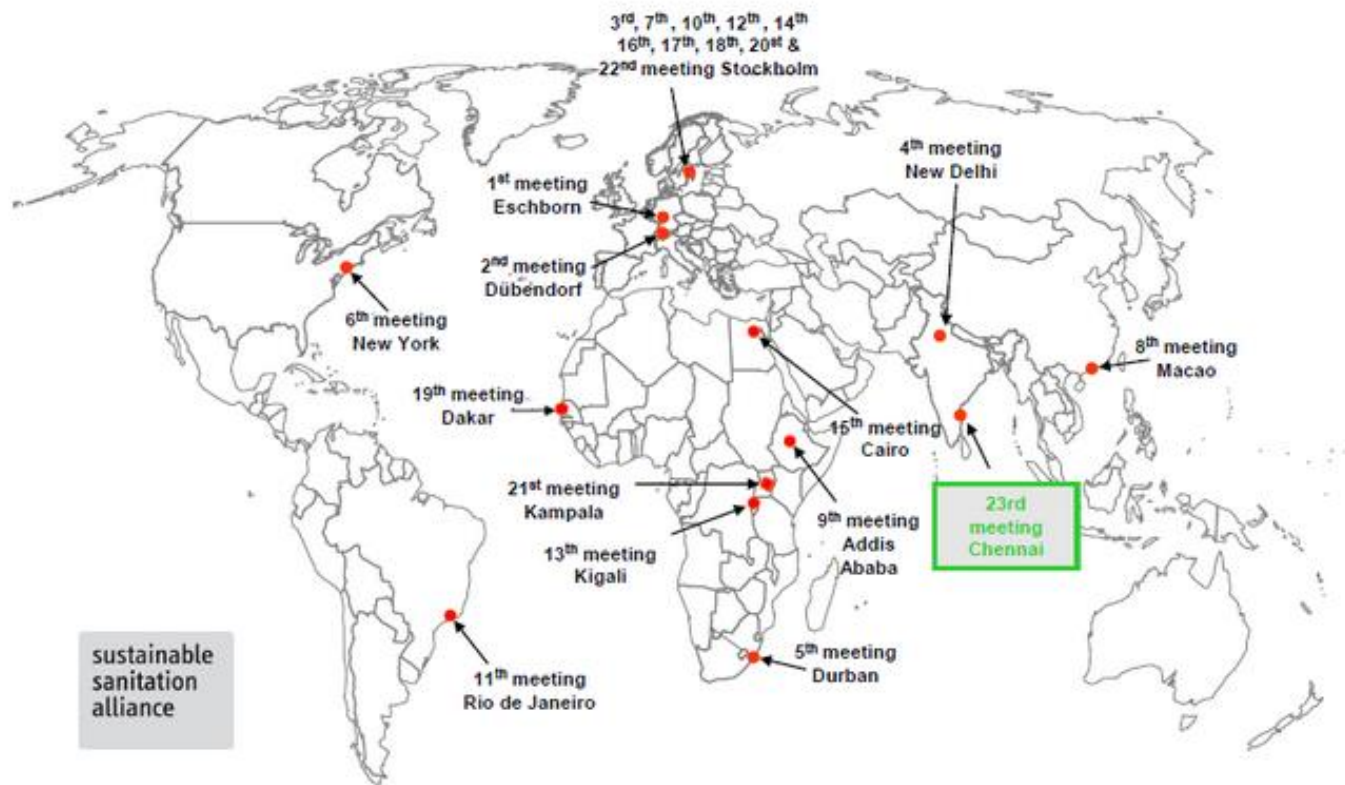 3rd, 7th, 10th, 12th, 14th
16th, 17th, 18th, 20st &
22nd meeting Stockholm
4th meeting
New Delhi
1st meeting
Eschborn
2nd meeting
Dübendorf
6th meeting
New York
8th meeting
Macao
19th meeting
Dakar
15th meeting
Cairo
21st meeting
Kampala
9th meeting
Addis
Ababa
23rd
meeting
Chennai
13th meeting
Kigali
5th meeting
Durban
11th meeting
Rio de Janeiro
sustainable
sanitation
alliance